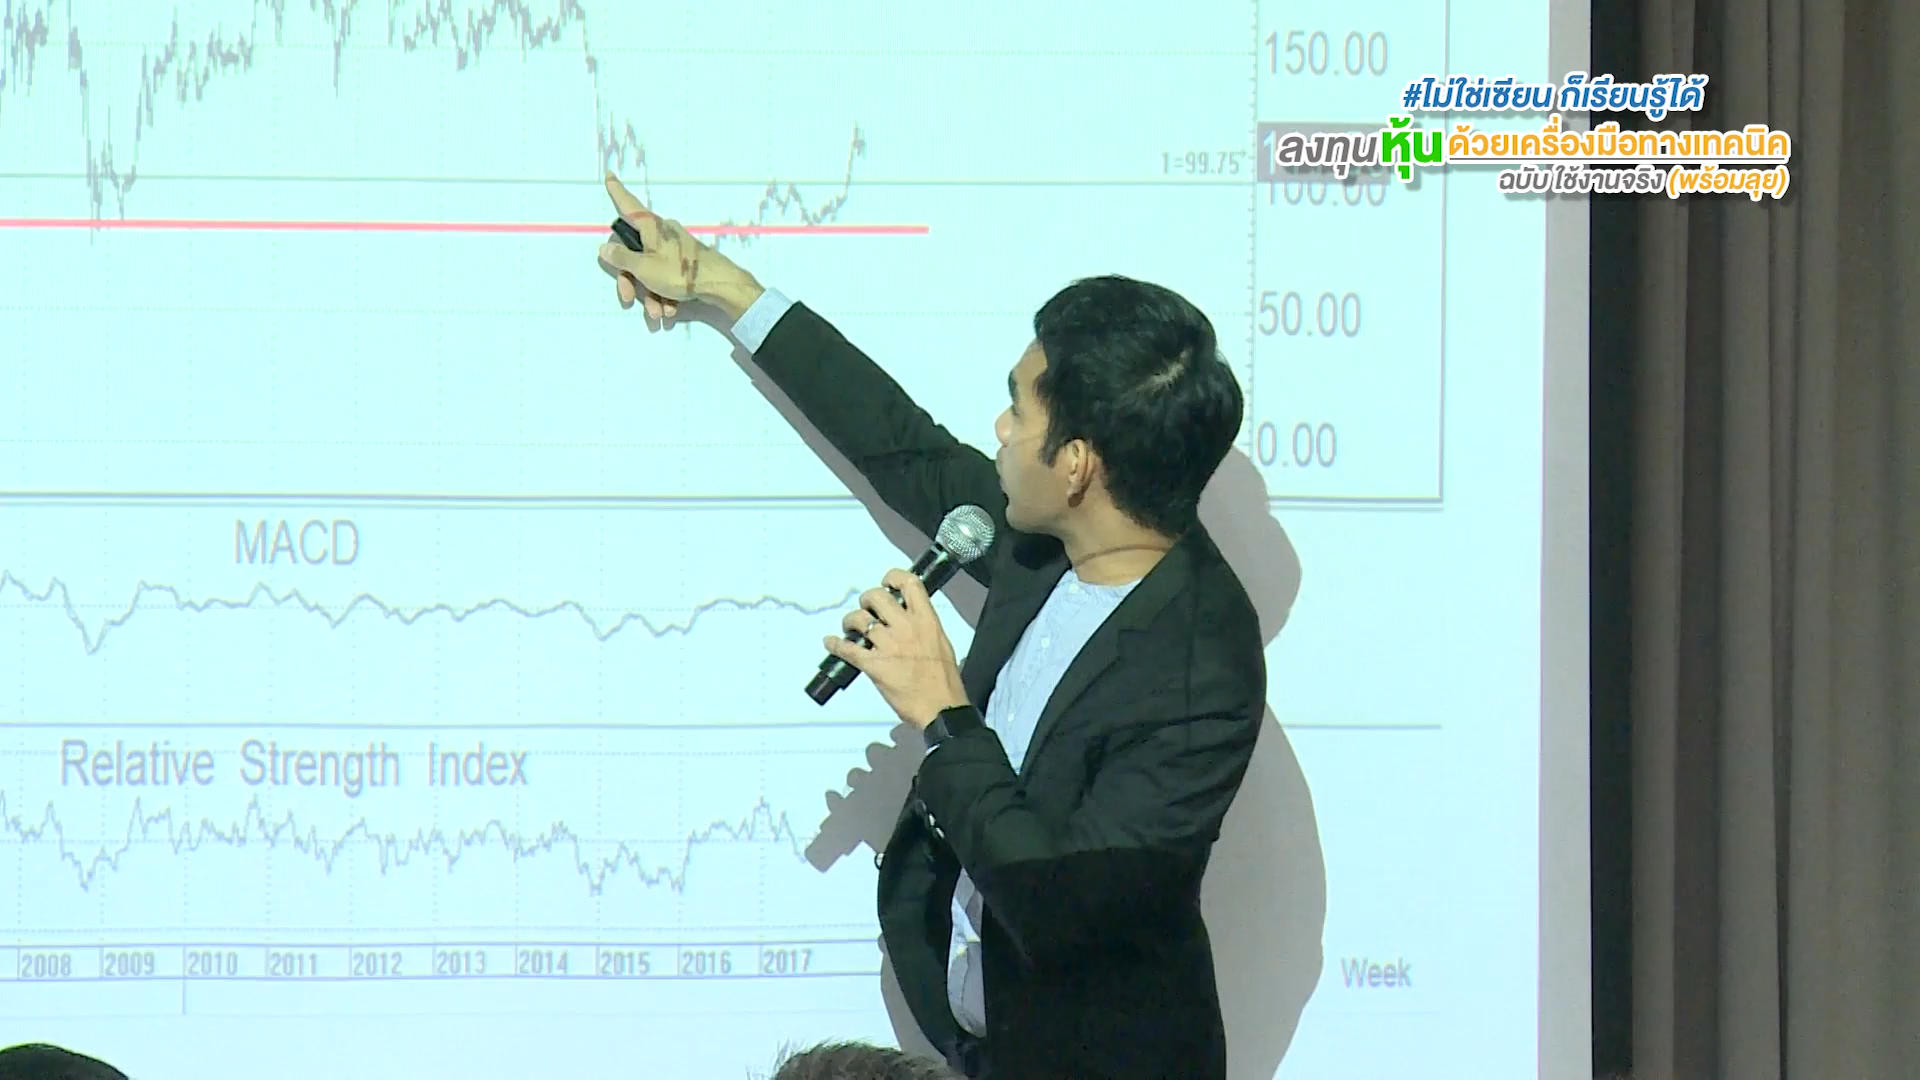 150.00
#ไม่ใช่เซียน ก็เรียนรู้ได้
ลงทุนหุ้นด้วยเครื่องมือทางเทคนิค
ฉบับ ใช้งานจริง (พร้อมลุย)
1=99.75
100.00
50.00
0.00
MACD
Relative Strength Index
2008 2009 2010 2011 2012 2013 2014 2015 2016 2017
Week